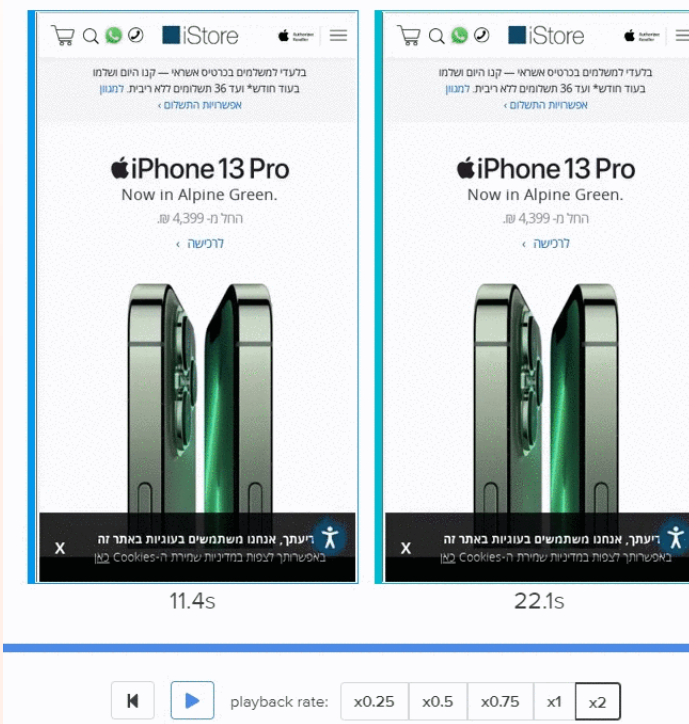 iStore
Authorised Reseller
בלעדי למשלמים בכרטיס אשראי — קנו היום ושלמו
בעוד חודש* ועד 36 תשלומים ללא ריבית. למגוון
אפשרויות התשלום ›
iPhone 13 Pro
Now in Alpine Green.
החל מ- 4,399 ₪.
לרכישה ›
ריעתך, אנחנו משתמשים בעוגיות באתר זה
X
באפשרותך לצפות במדיניות שמירת ה-Cookies כאן
11.4s
iStore
Authorised Reseller
בלעדי למשלמים בכרטיס אשראי — קנו היום ושלמו
בעוד חודש* ועד 36 תשלומים ללא ריבית. למגוון
אפשרויות התשלום ›
iPhone 13 Pro
Now in Alpine Green.
החל מ- 4,399 ₪.
לרכישה ›
ריעתך, אנחנו משתמשים בעוגיות באתר זה
X
באפשרותך לצפות במדיניות שמירת ה-Cookies כאן
22.1s
playback rate: x0.25 x0.5 x0.75 x1 x2